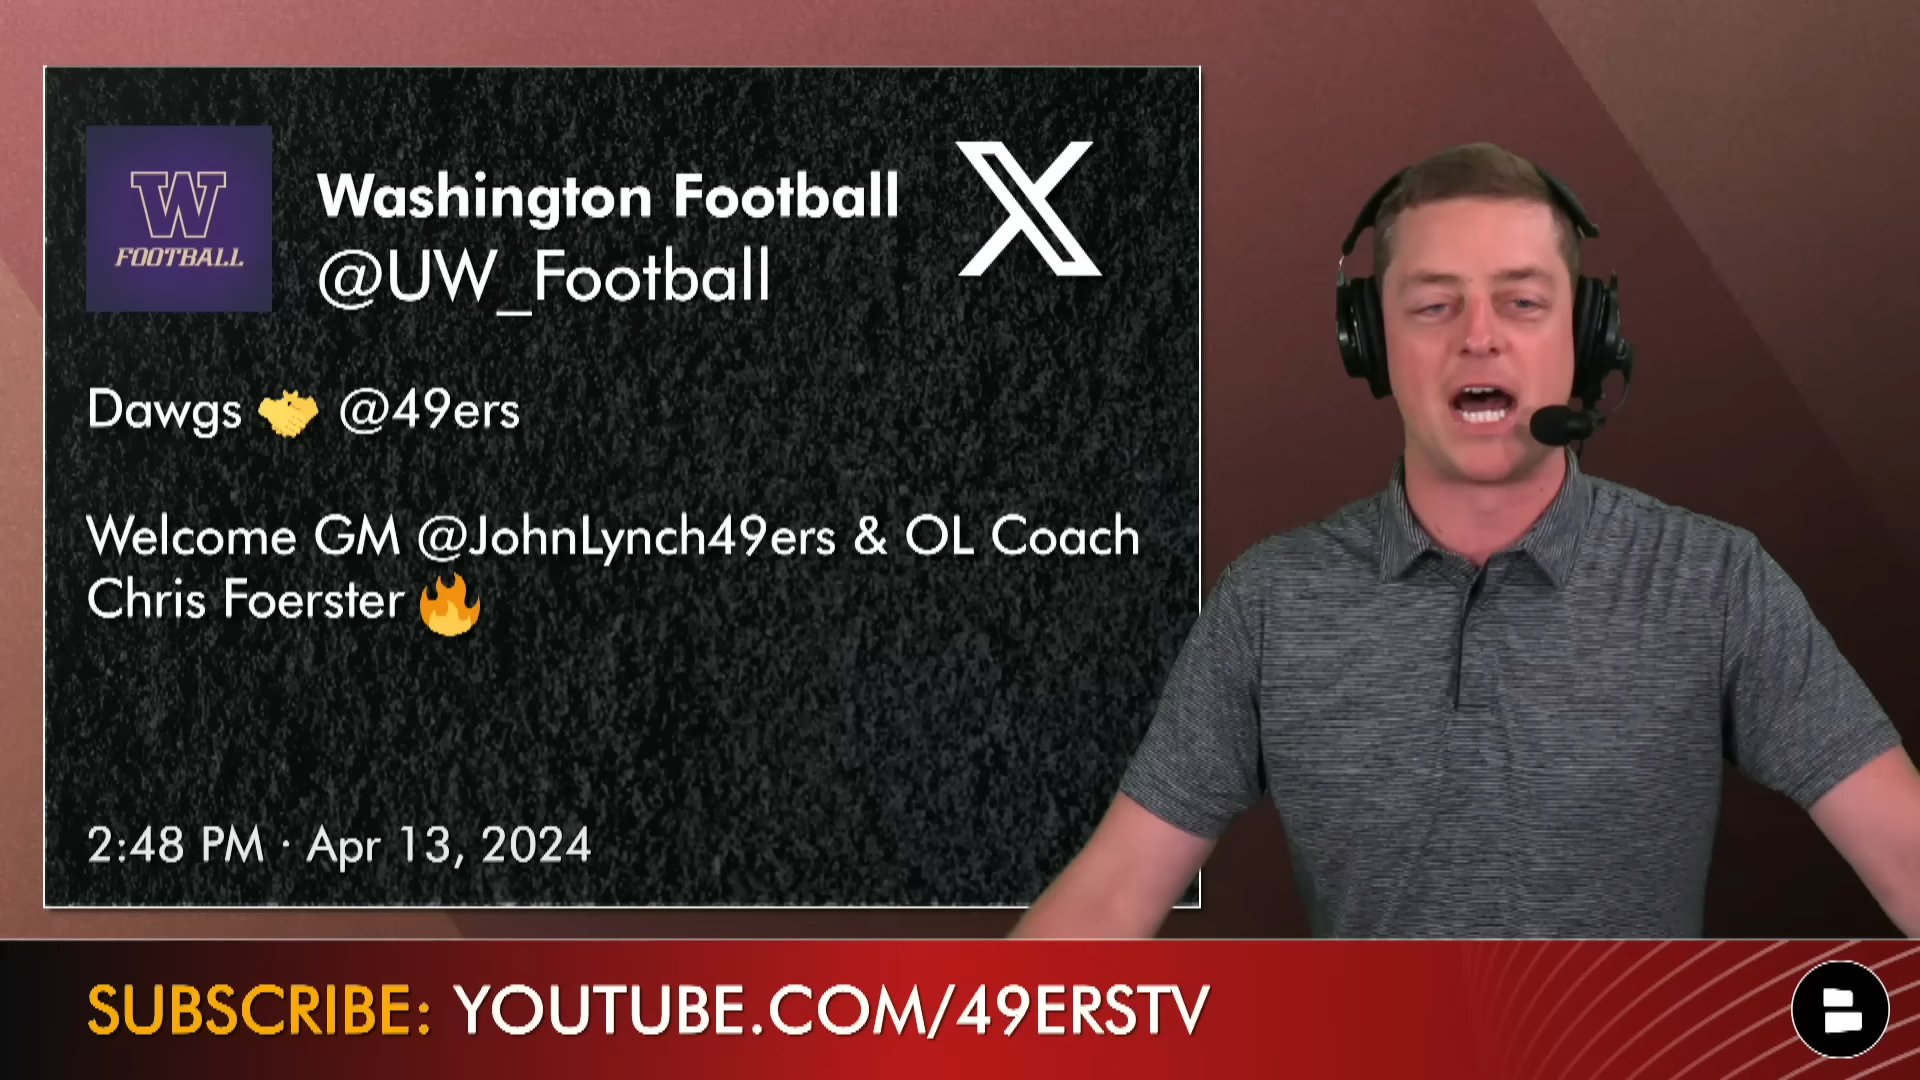 W
FOOTBALL
Washington Football
@UW_Football
X
Dawgs 🤝 @49ers
Welcome GM @JohnLynch49ers & OL Coach
Chris Foerster 🔥
2:48 PM · Apr 13, 2024
SUBSCRIBE: YOUTUBE.COM/49ERSTV